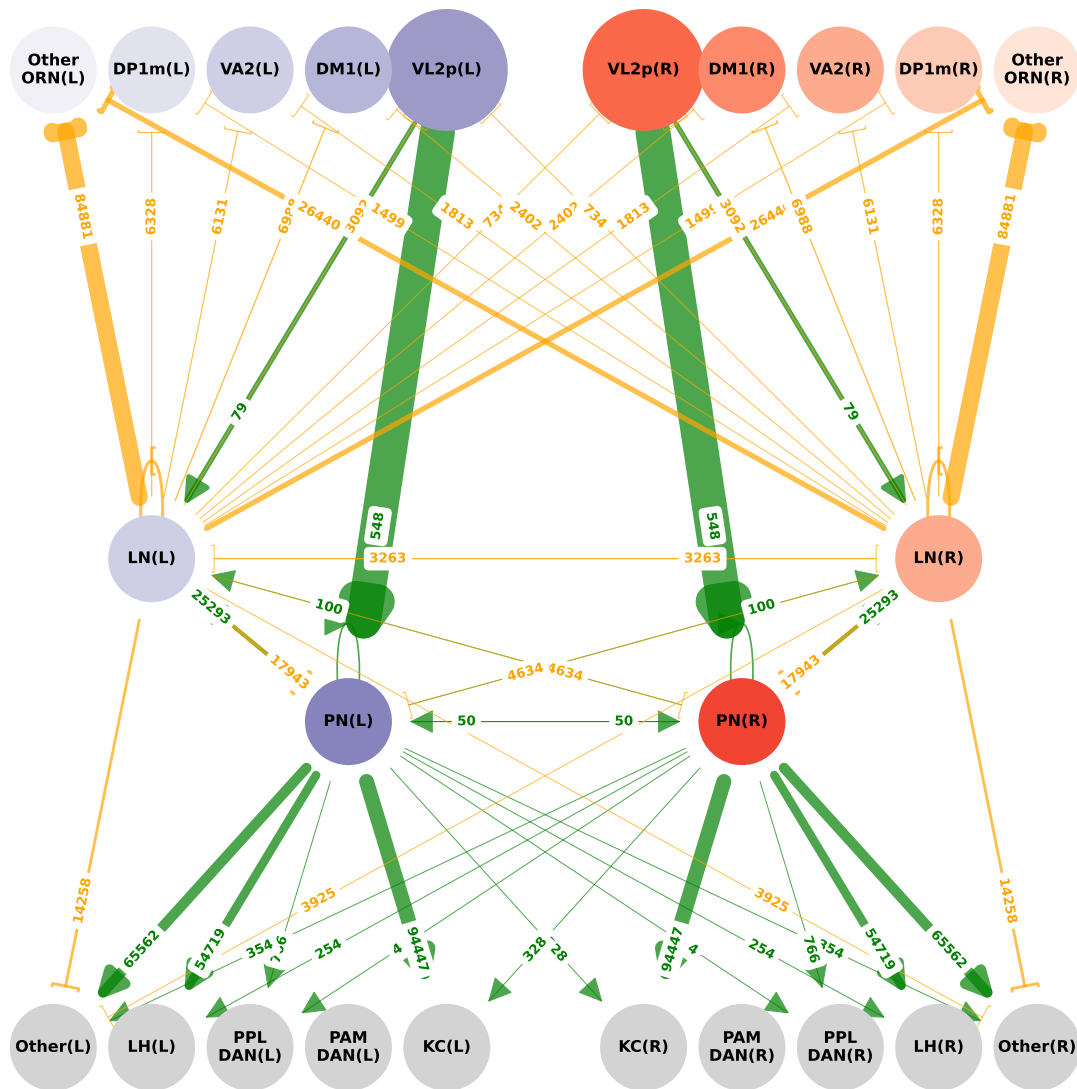 Other
ORN(L)
DP1m(L)
VA2(L)
DM1(L)
VL2p(L)
VL2p(R)
DM1(R)
VA2(R)
DP1m(R)
Other
ORN(R)
84881
6328
6131
26440
3092
1499
1813
734
2402
2402
734
1813
3092
6988
6131
6328
84881
79
79
548
548
LN(L)
3263
3263
LN(R)
25293
100
100
25293
17943
4634
4634
17943
PN(L)
50
50
PN(R)
14258
3925
3925
14258
65562
54719
354
254
4
94447
328
94447
4
254
766
354
54719
65562
Other(L)
LH(L)
PPL
DAN(L)
PAM
DAN(L)
KC(L)
KC(R)
PAM
DAN(R)
PPL
DAN(R)
LH(R)
Other(R)